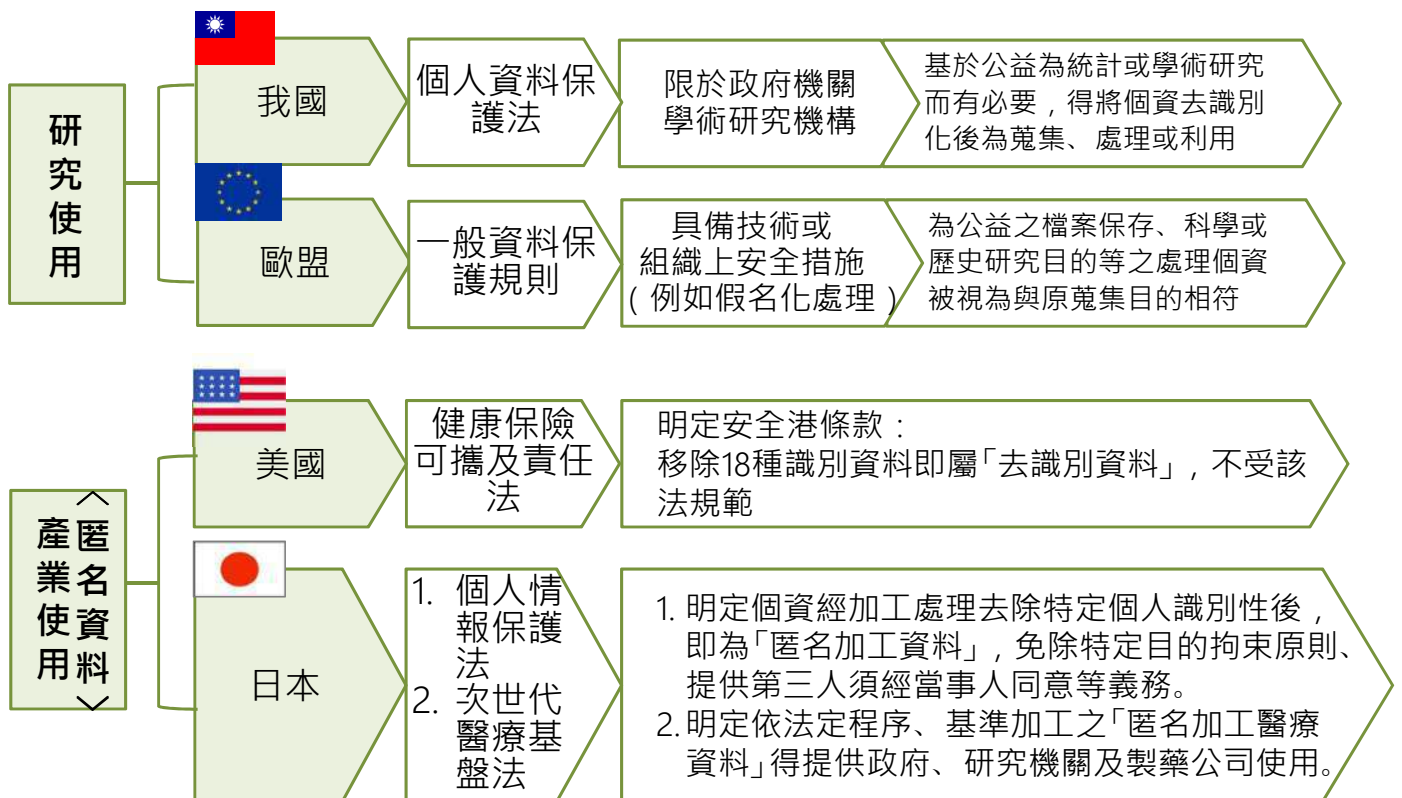 研究使用
我國
個人資料保
護法
限於政府機關
學術研究機構
基於公益為統計或學術研究
而有必要，得將個資去識別
化後為蒐集、處理或利用
歐盟
一般資料保
護規則
具備技術或
組織上安全措施
（例如假名化處理）
為公益之檔案保存、科學或
歷史研究目的等之處理個資
被視為與原蒐集目的相符
產業使用
〈匿名資料〉
美國
健康保險
可攜及責任
法
明定安全港條款：
移除18種識別資料即屬「去識別資料」，不受該
法規範
日本
1. 個人情
報保護
法
2. 次世代
醫療基
盤法
1. 明定個資經加工處理去除特定個人識別性後，
即為「匿名加工資料」，免除特定目的拘束原則、
提供第三人須經當事人同意等義務。
2. 明定依法定程序、基準加工之「匿名加工醫療
資料」得提供政府、研究機關及製藥公司使用。